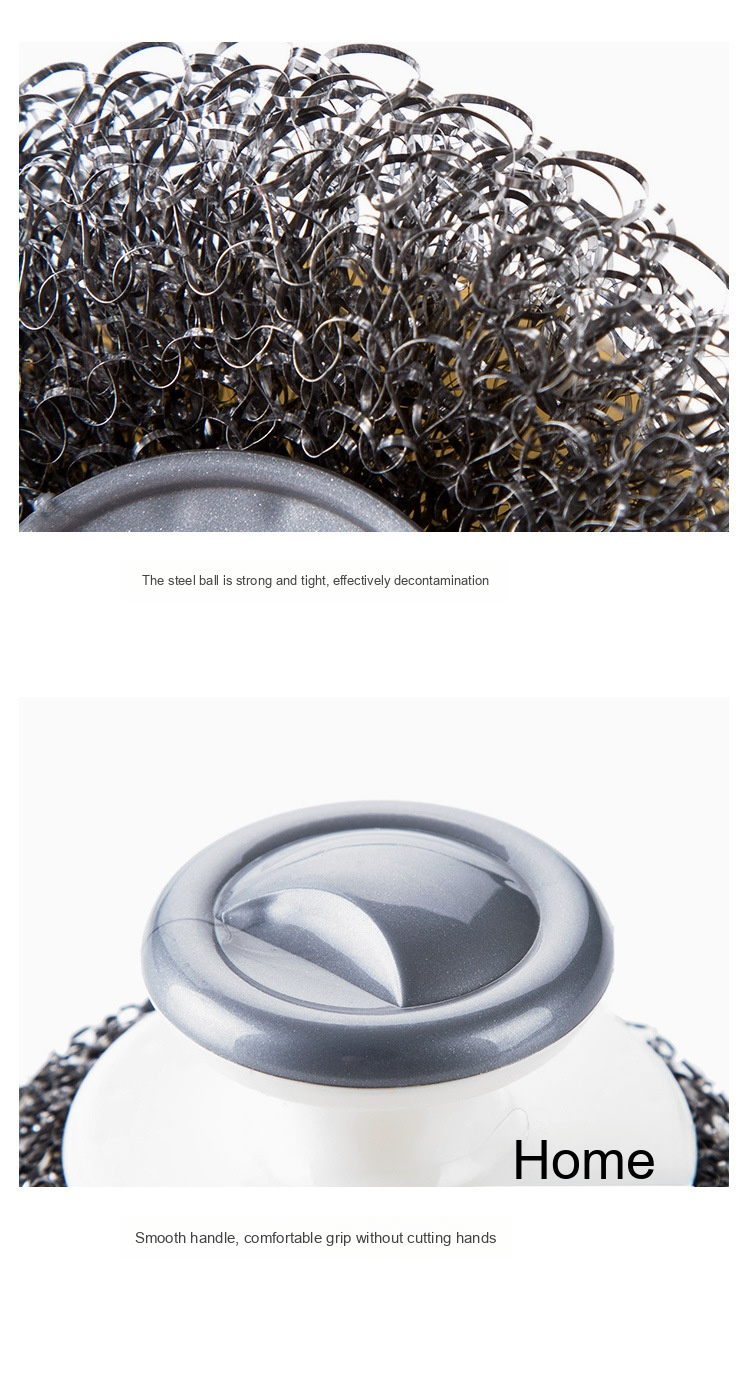 The steel ball is strong and tight, effectively decontamination
Home
Smooth handle, comfortable grip without cutting hands